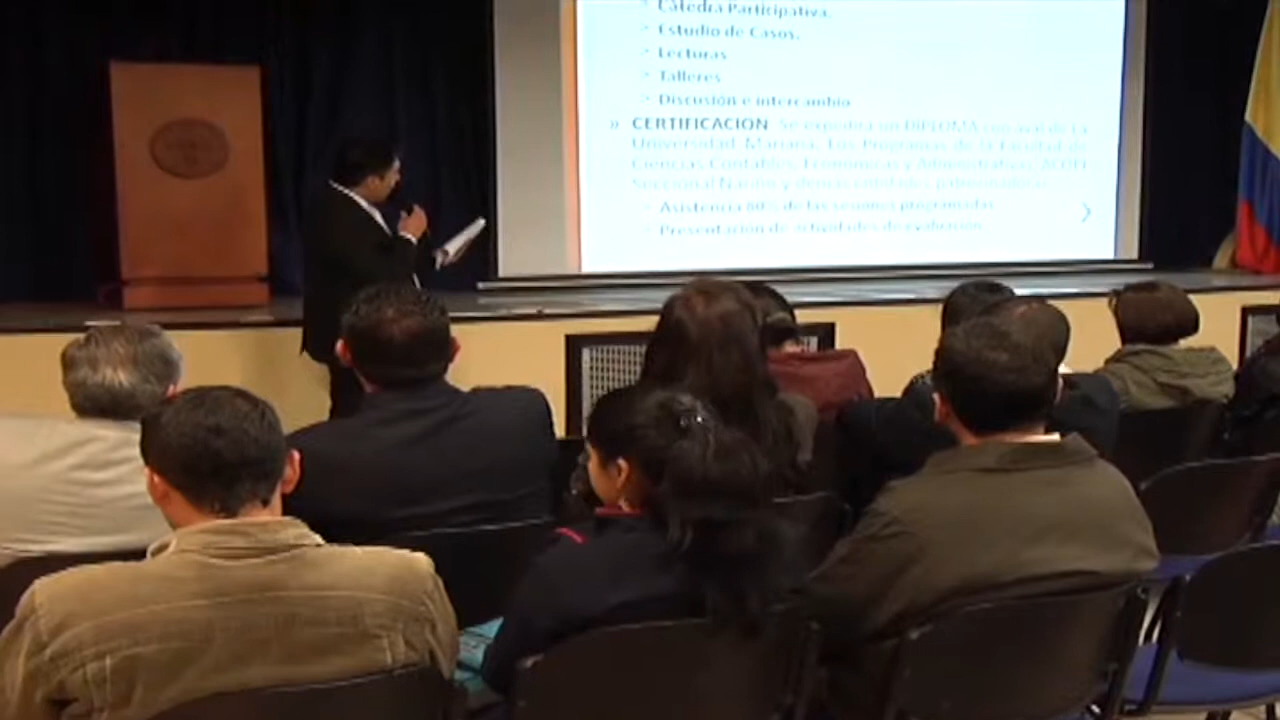 > Cátedra Participativa.
> Estudio de Casos.
> Lecturas
> Talleres
> Discusión e intercambio
» CERTIFICACION. Se expedirá un DIPLOMA con aval de La
Universidad Mariana, Los Programas de la Facultad de
Ciencias Contables, Económicas y Administrativas,
Seccional Nariño y demás entidades patrocinadoras.
> Asistencia 80% de las sesiones programadas
> Presentación de actividades de evaluación.